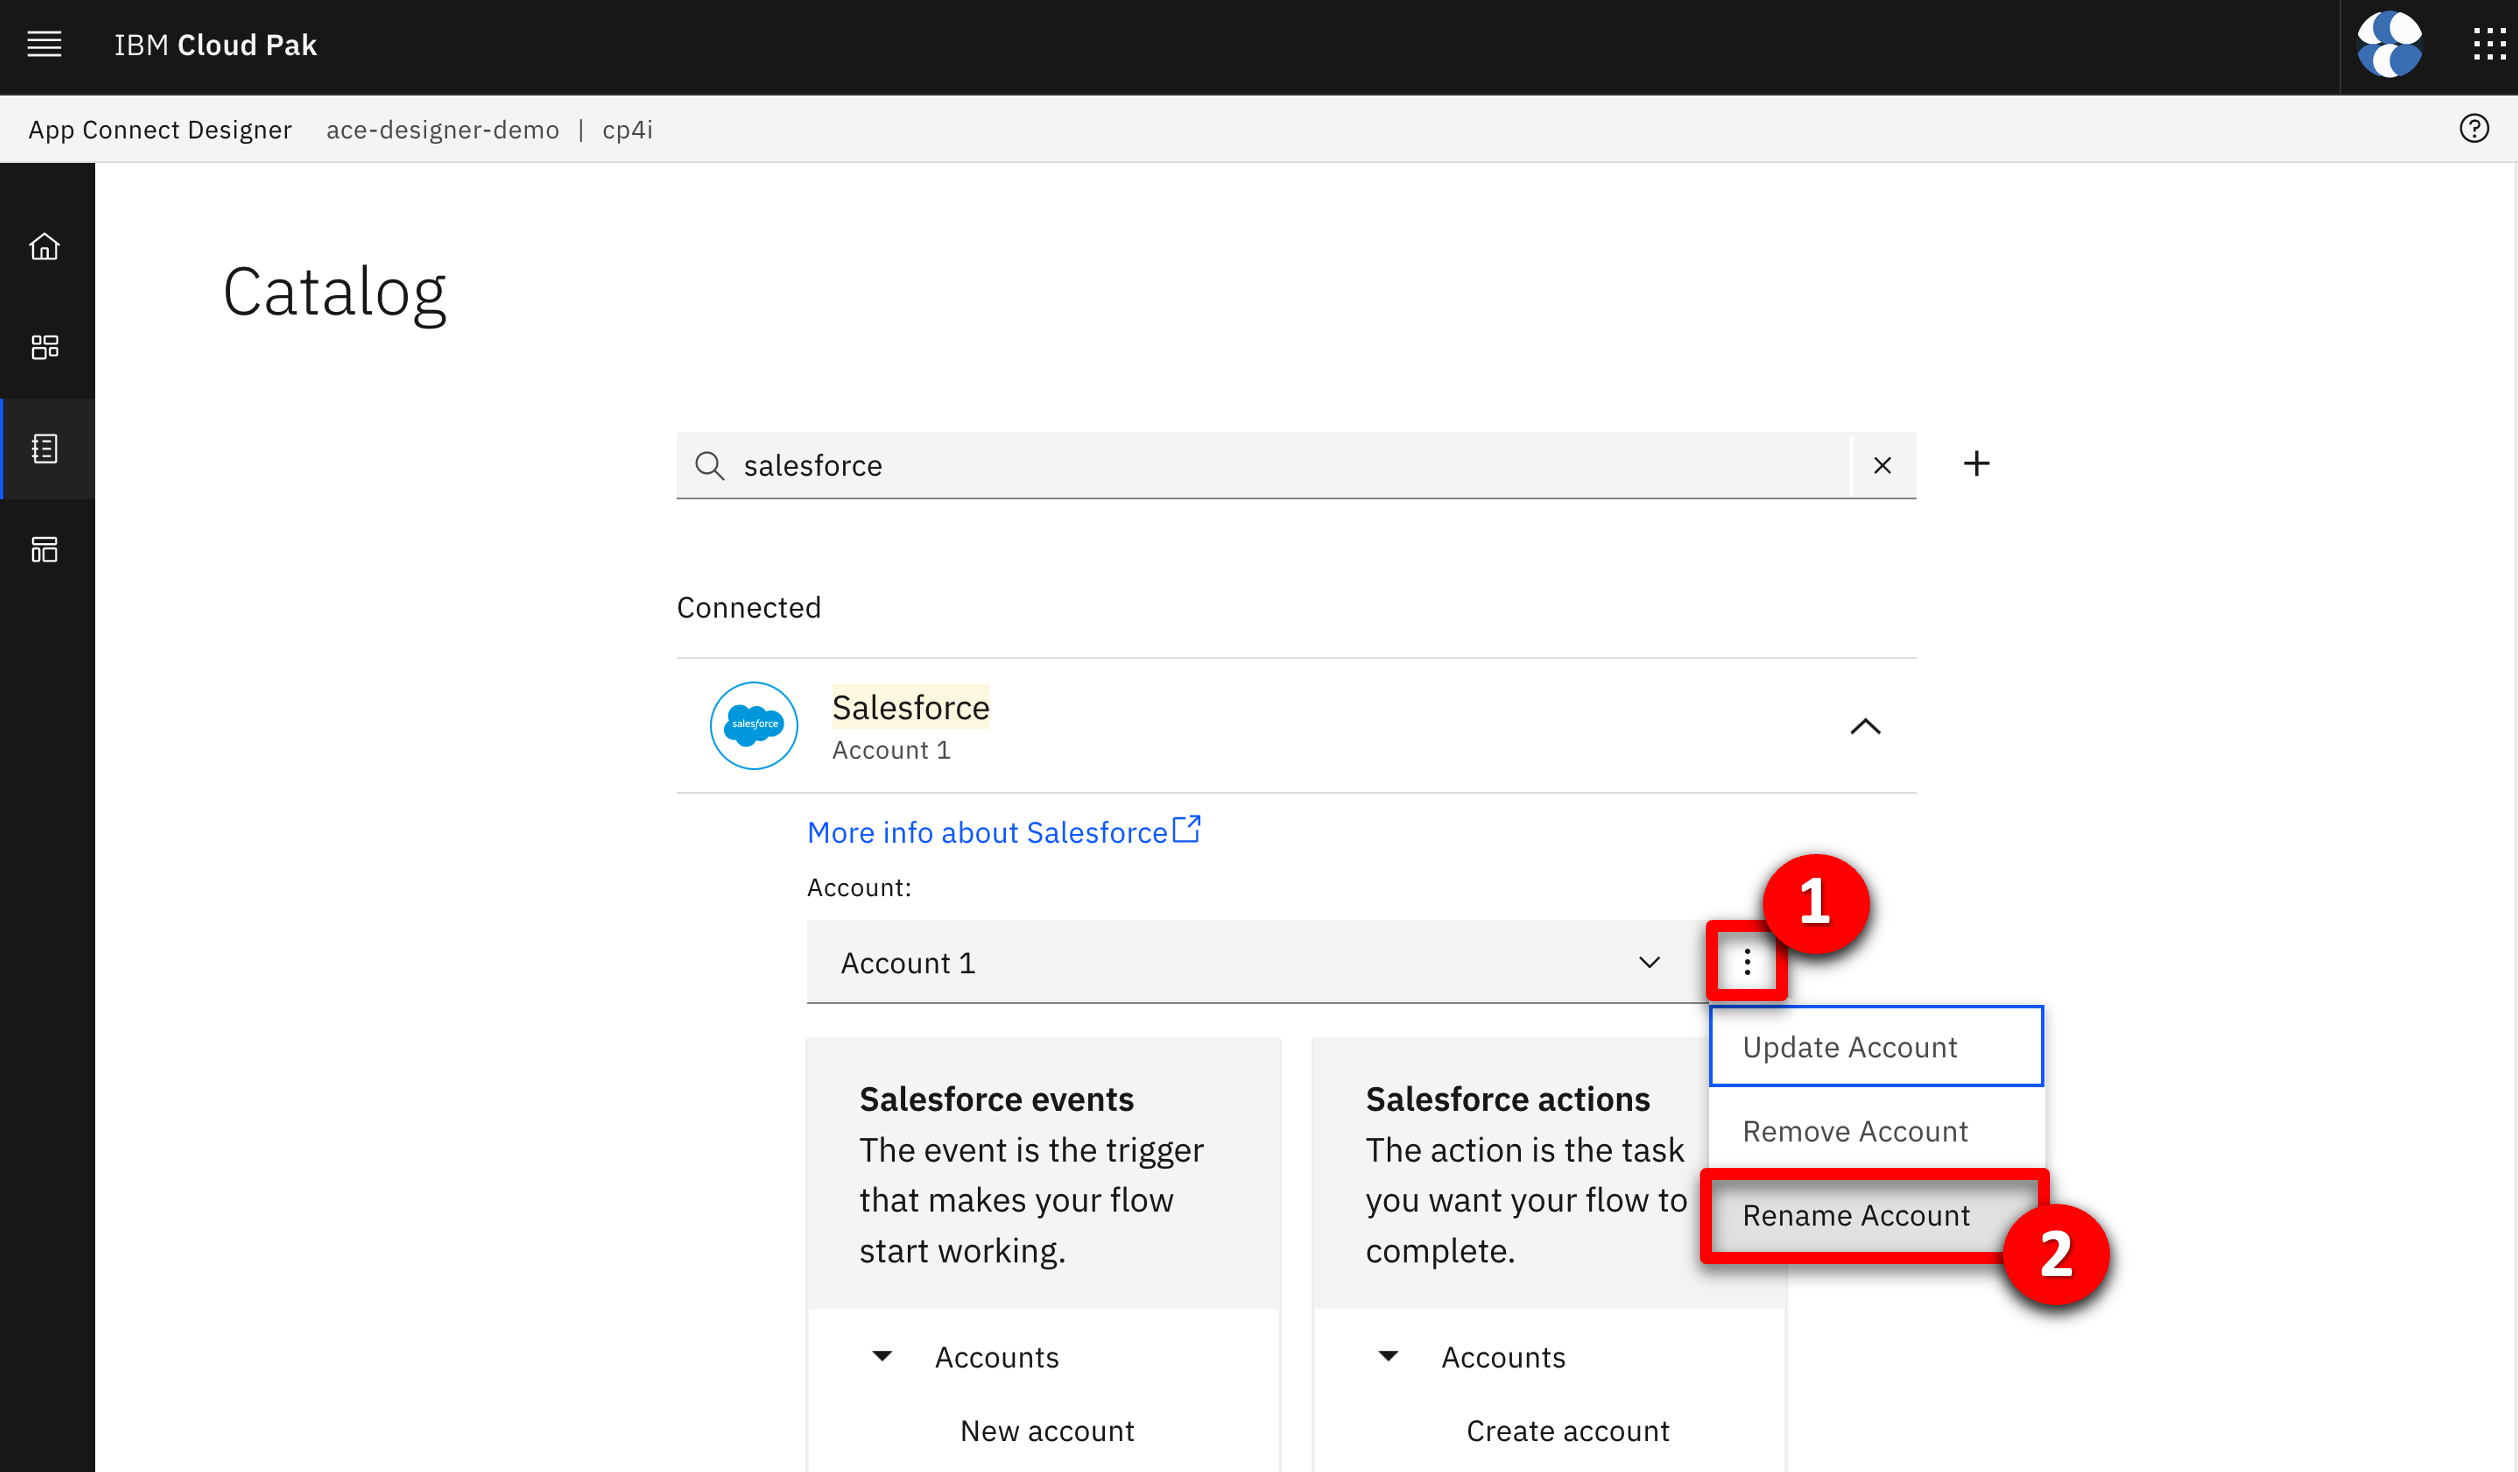 IBM Cloud Pak
App Connect Designer ace-designer-demo | cp4i
Catalog
salesforce
Connected
salesforce
Salesforce
Account 1
More info about Salesforce
Account:
1
Account 1
Update Account
Remove Account
Rename Account
2
Salesforce events
The event is the trigger
that makes your flow
start working.
Accounts
New account
Salesforce actions
The action is the task
you want your flow to
complete.
Accounts
Create account